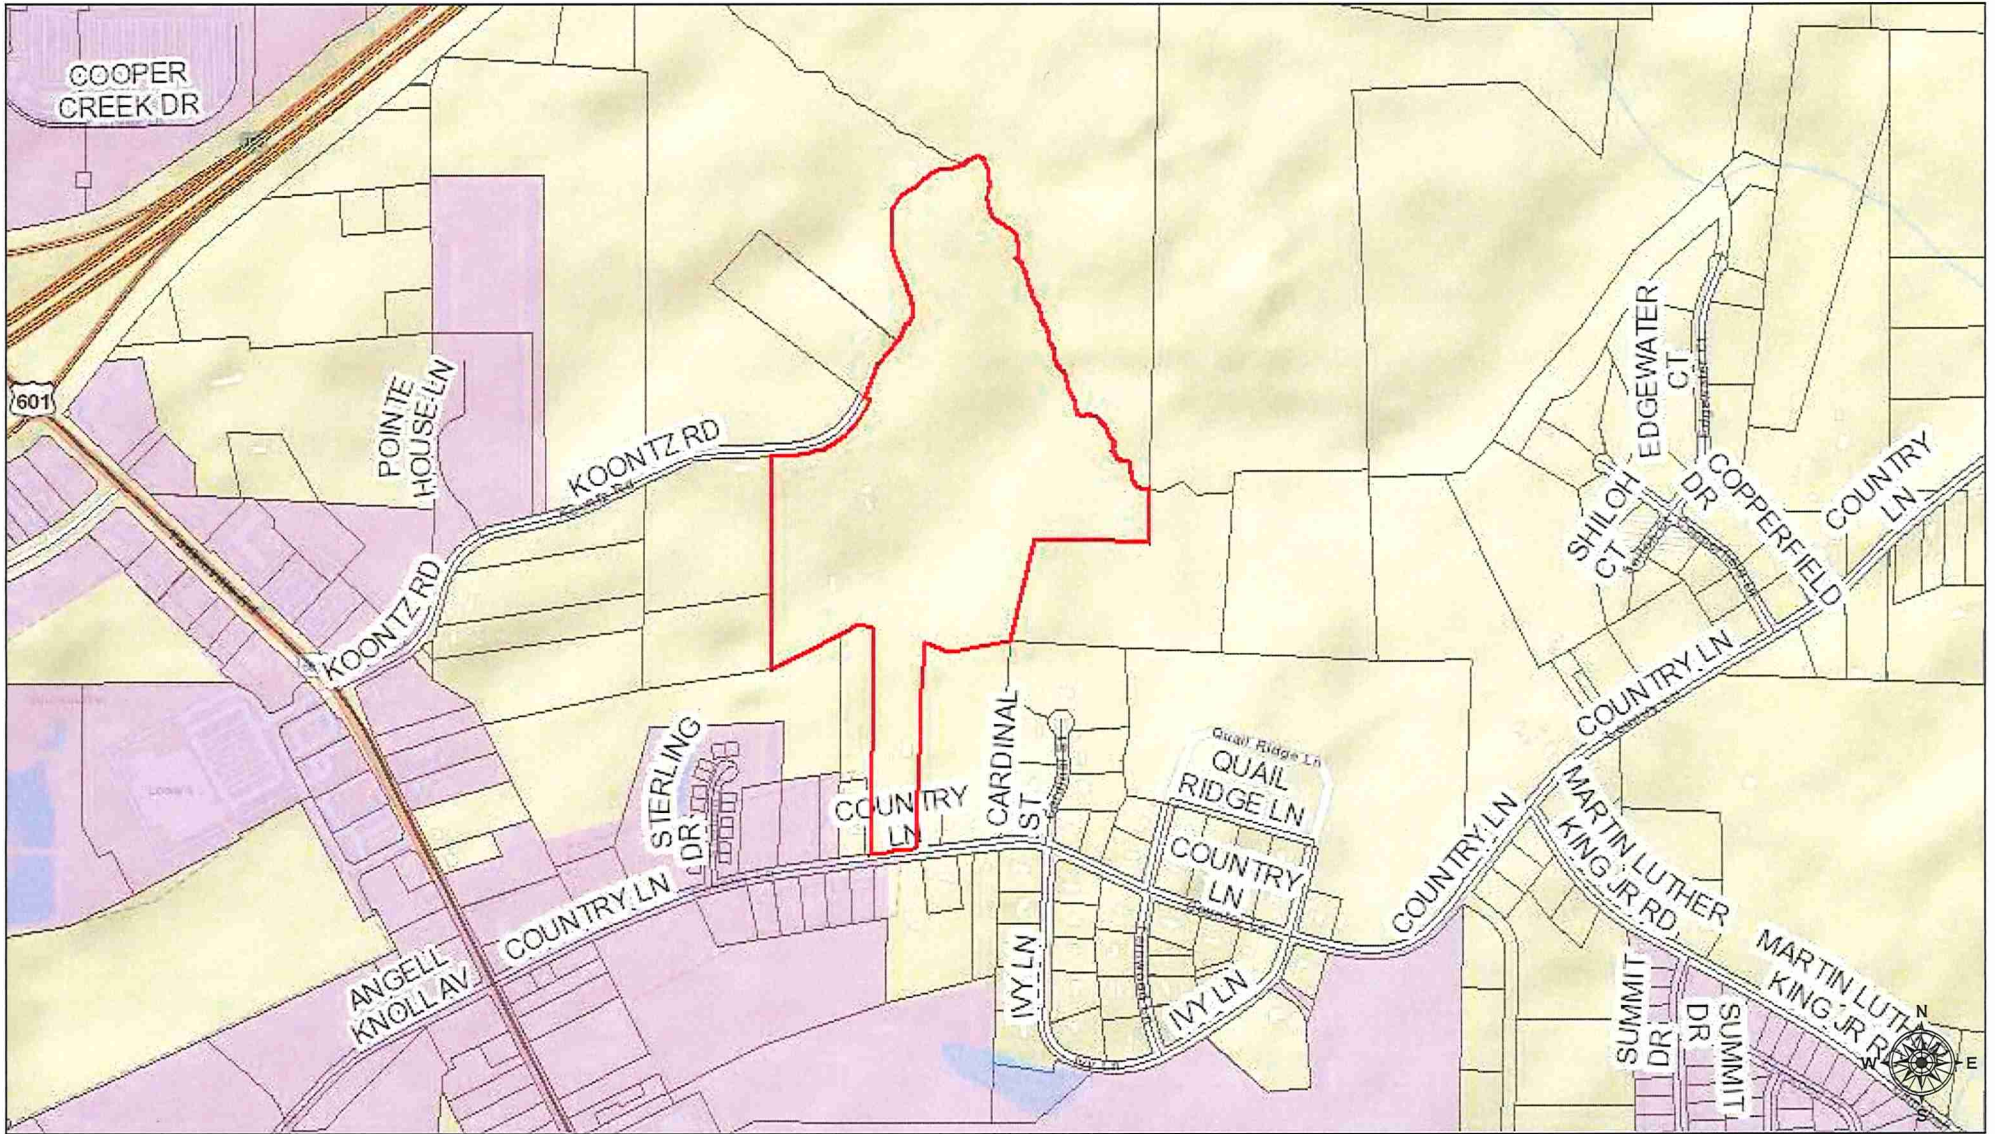 COOPER
CREEK DR
601
POINTE
HOUSE LN
KOONTZ RD
KOONTZ RD
EDGEWATER
CT
SHILOH
CT
COPPERFIELD
DR
COUNTRY
LN
COUNTRY LN
STERLING
DR
COUNTRY
LN
CARDINAL
ST
Quail Ridge Ln
QUAIL
RIDGE LN
COUNTRY
LN
COUNTRY LN
MARTIN LUTHER
KING JR RD
Lowe's
COUNTRY LN
ANGELL
KNOLL AV
IVY LN
IVY LN
SUMMIT
DR
SUMMIT
DR
MARTIN LUTH
KING JR R
N
W
E
S